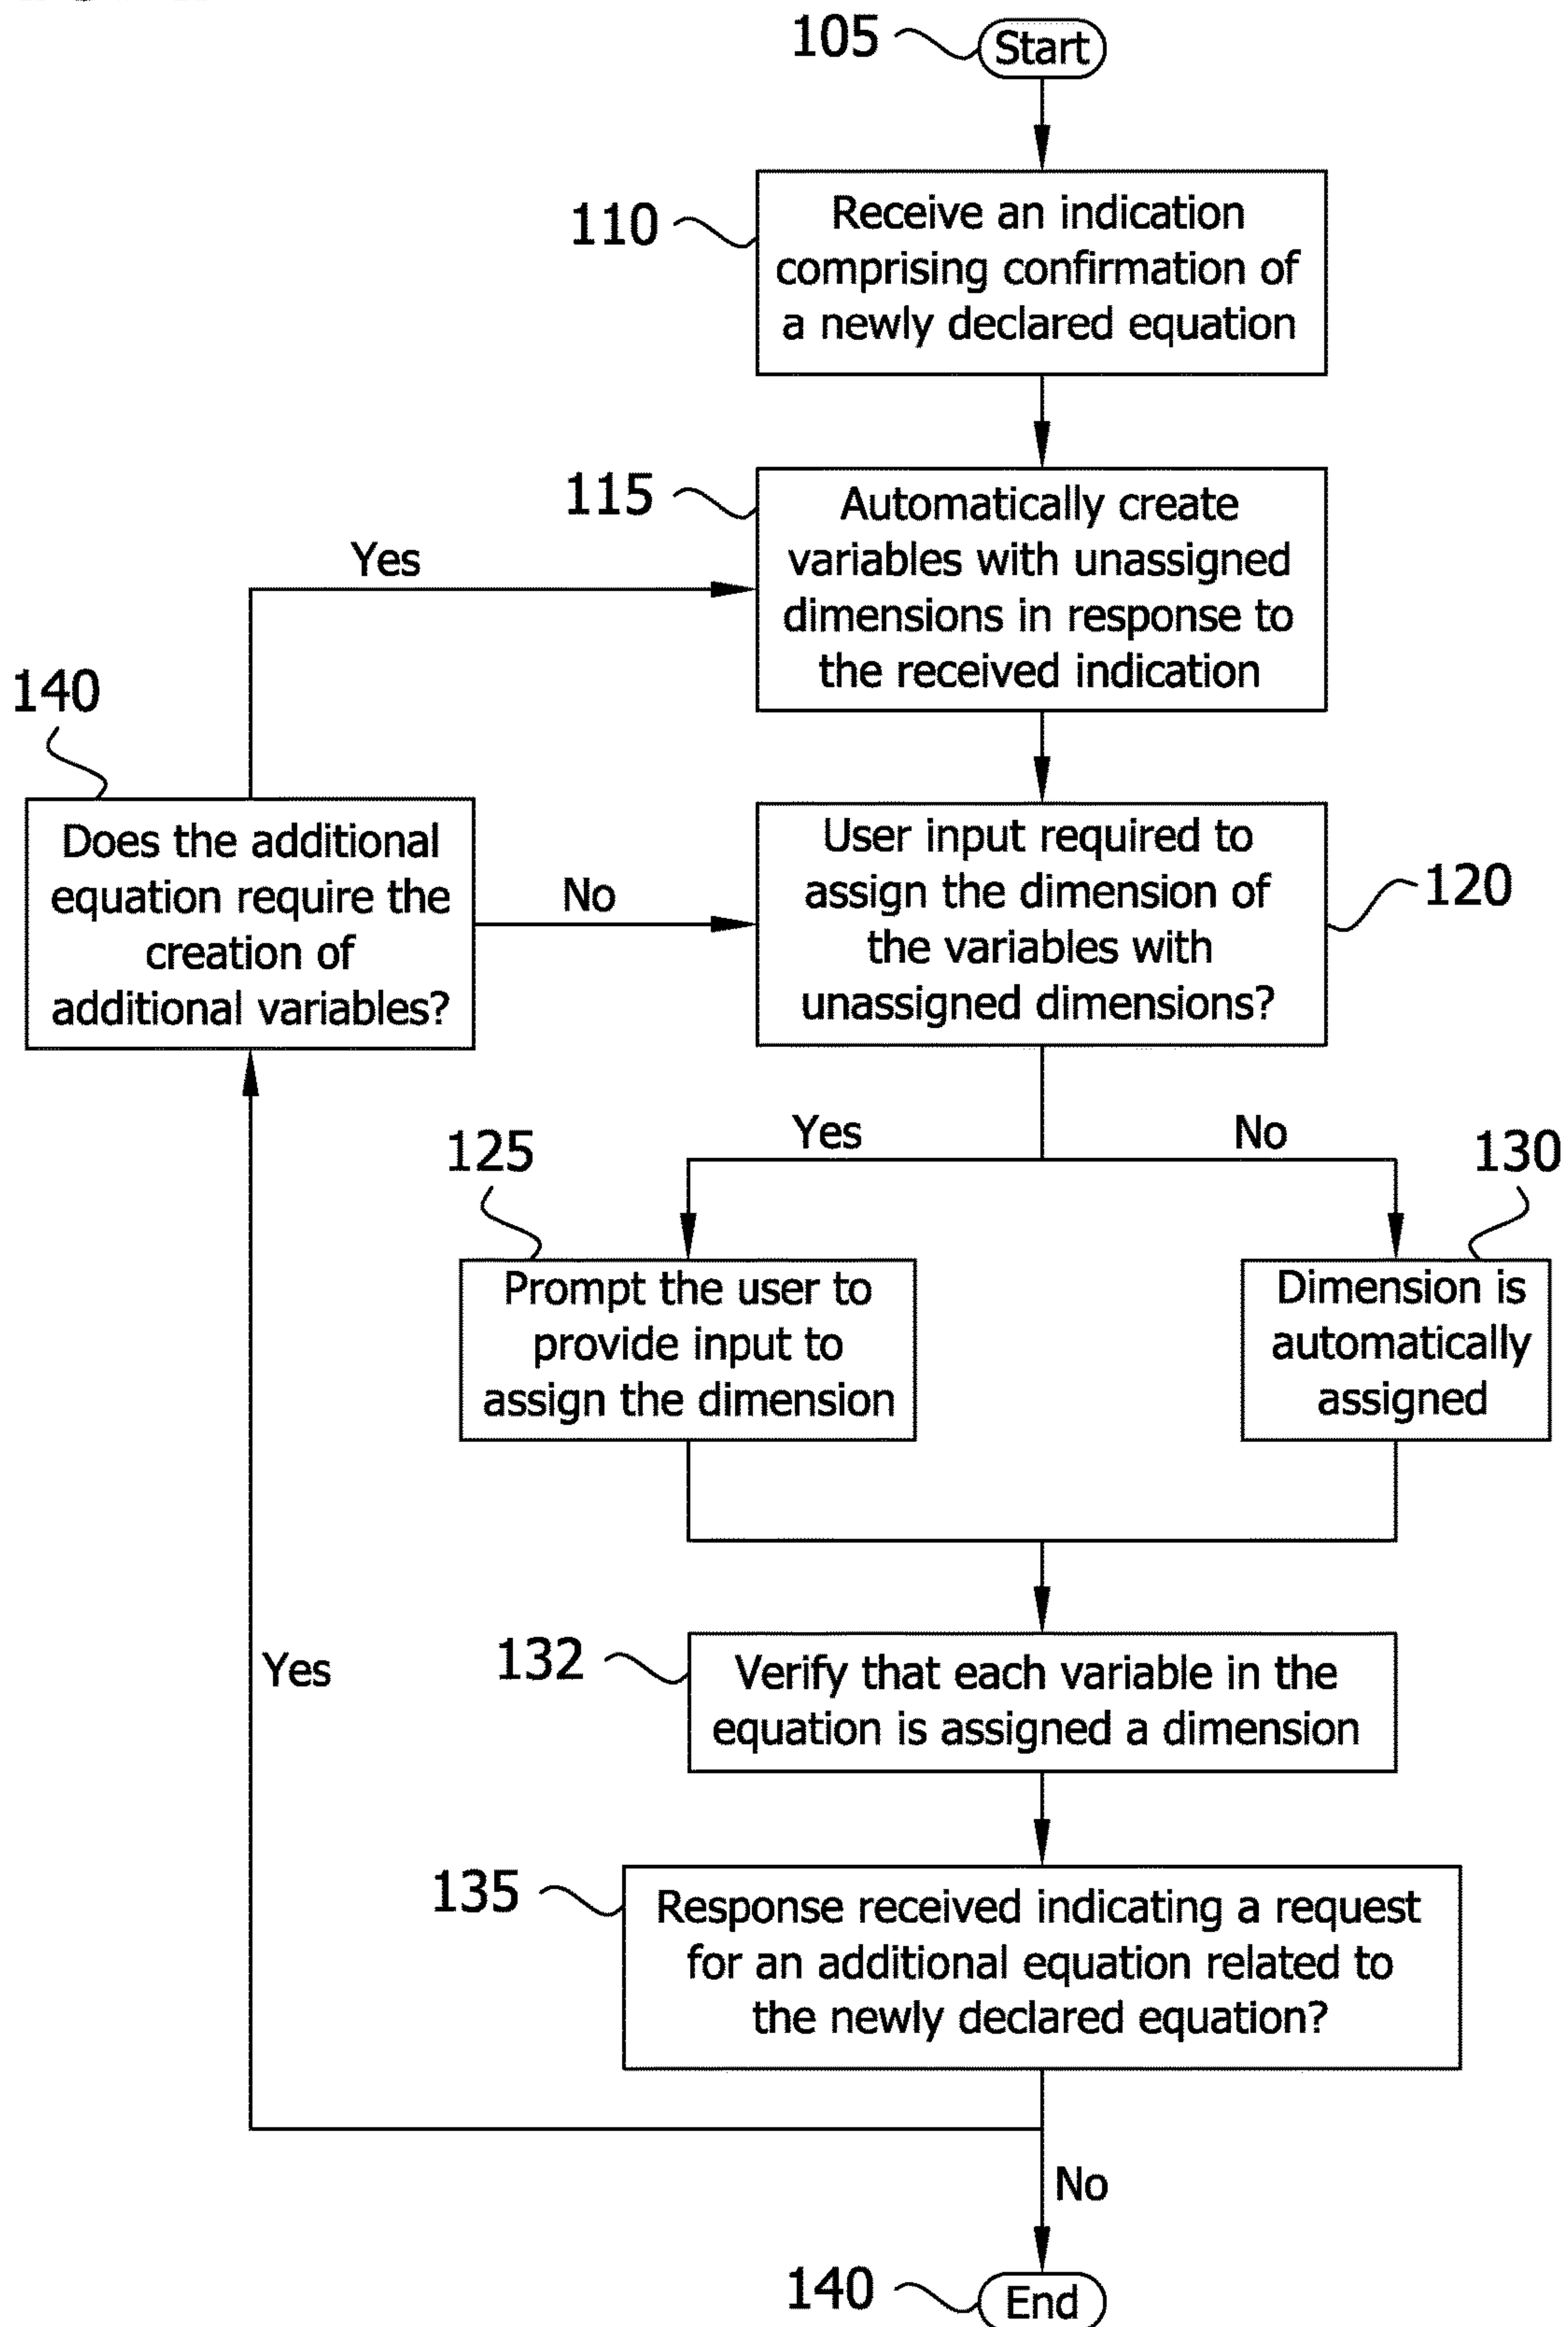 105
Start
110
Receive an indication
comprising confirmation of
a newly declared equation
115
Automatically create
variables with unassigned
dimensions in response to
the received indication
Yes
140
Does the additional
equation require the
creation of
additional variables?
No
User input required to
assign the dimension of
the variables with
unassigned dimensions?
120
Yes
No
125
130
Prompt the user to
provide input to
assign the dimension
Dimension is
automatically
assigned
132
Verify that each variable in the
equation is assigned a dimension
Yes
135
Response received indicating a request
for an additional equation related to
the newly declared equation?
No
140
End